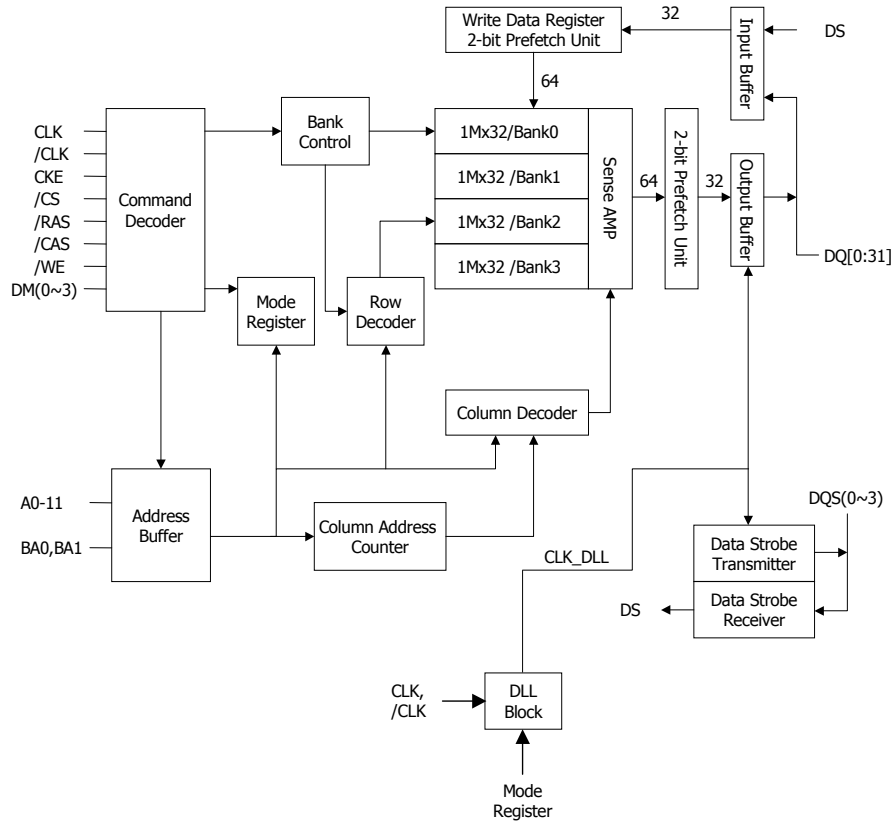 Write Data Register
2-bit Prefetch Unit
32
Input Buffer
DS
64
CLK
/CLK
CKE
/CS
/RAS
/CAS
/WE
DM(0~3)
Command
Decoder
Bank
Control
1Mx32/Bank0
1Mx32 /Bank1
1Mx32 /Bank2
1Mx32 /Bank3
Sense AMP
64
2-bit Prefetch Unit
32
Output Buffer
DQ[0:31]
Mode
Register
Row
Decoder
Column Decoder
A0-11
BA0,BA1
Address
Buffer
Column Address
Counter
CLK_DLL
DQS(0~3)
Data Strobe
Transmitter
Data Strobe
Receiver
DS
CLK,
/CLK
DLL
Block
Mode
Register